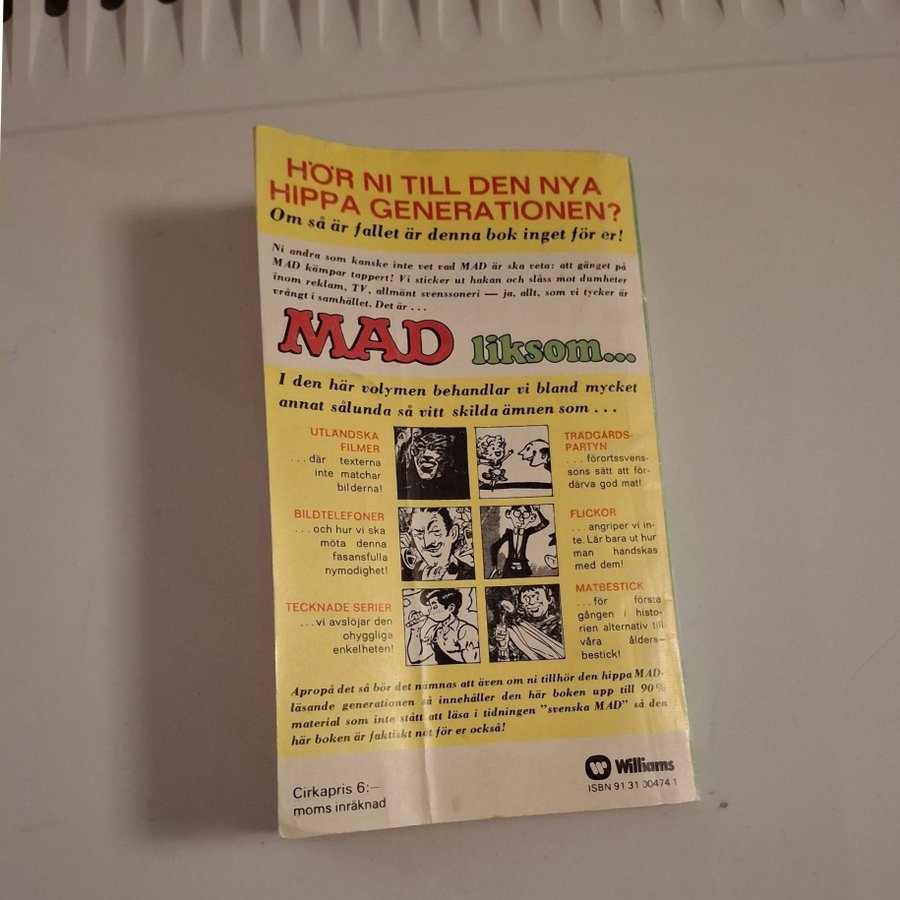 HÖR NI TILL DEN NYA
HIPPA GENERATIONEN?
Om så är fallet är denna bok inget för er!
Ni andra som kanske inte vet vad MAD är ska veta: att gänget på
MAD kämpar tappert! Vi sticker ut hakan och slåss mot dumheter
inom reklam, TV, allmänt svenssoneri — ja, allt, som vi tycker är
vrångt i samhället. Det är ...
MAD liksom...
I den här volymen behandlar vi bland mycket
annat sålunda så vitt skilda ämnen som ...
UTLÄNDSKA
FILMER
...där texterna
inte matchar
bilderna!
TRÄDGÅRDS-
PARTYN
...förortssvens-
sons sätt att för-
därva god mat!
BILDTELEFONER
...och hur vi ska
möta denna
fasansfulla
nymodighet!
FLICKOR
...angriper vi in-
te. Lär bara ut hur
man handskas
med dem!
TECKNADE SERIER
...vi avslöjar den
ohyggliga
enkelheten!
MATBESTICK
...för första
gången i histo-
rien alternativ till
våra ålders-
bestick!
Apropå det så bör det nämnas att även om ni tillhör den hippa MAD-
läsande generationen så innehåller den här boken upp till 90%
material som inte stått att läsa i tidningen "svenska MAD" så den
här boken är faktiskt nåt för er också!
Cirkapris 6:—
moms inräknad
W Williams
ISBN 91 31 00474 1